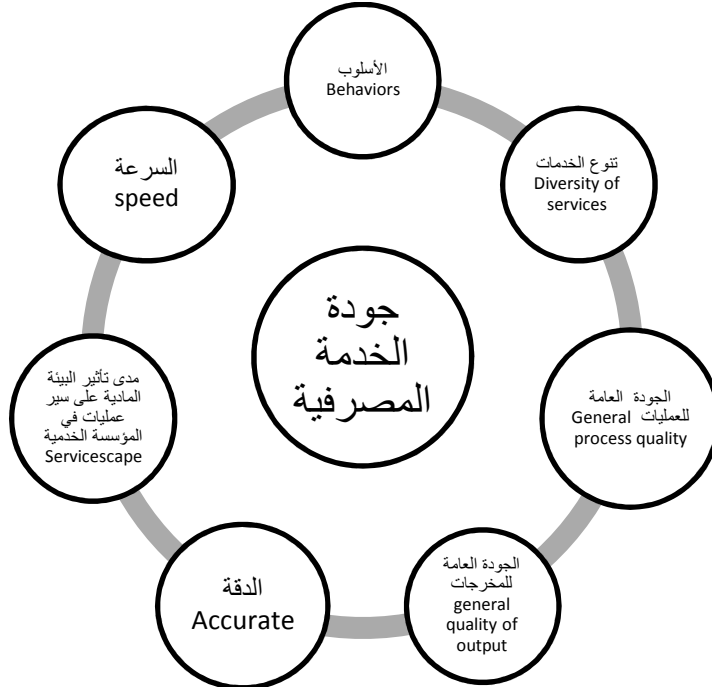 الأسلوب
Behaviors
تنوع الخدمات
Diversity of
services
الجودة العامة
للعمليات General
process quality
الجودة العامة
للمخرجات
general
quality of
output
الدقة
Accurate
مدى تأثير البيئة
المادية على سير
عمليات في
المؤسسة الخدمية
Servicescape
السرعة
speed
جودة
الخدمة
المصرفية